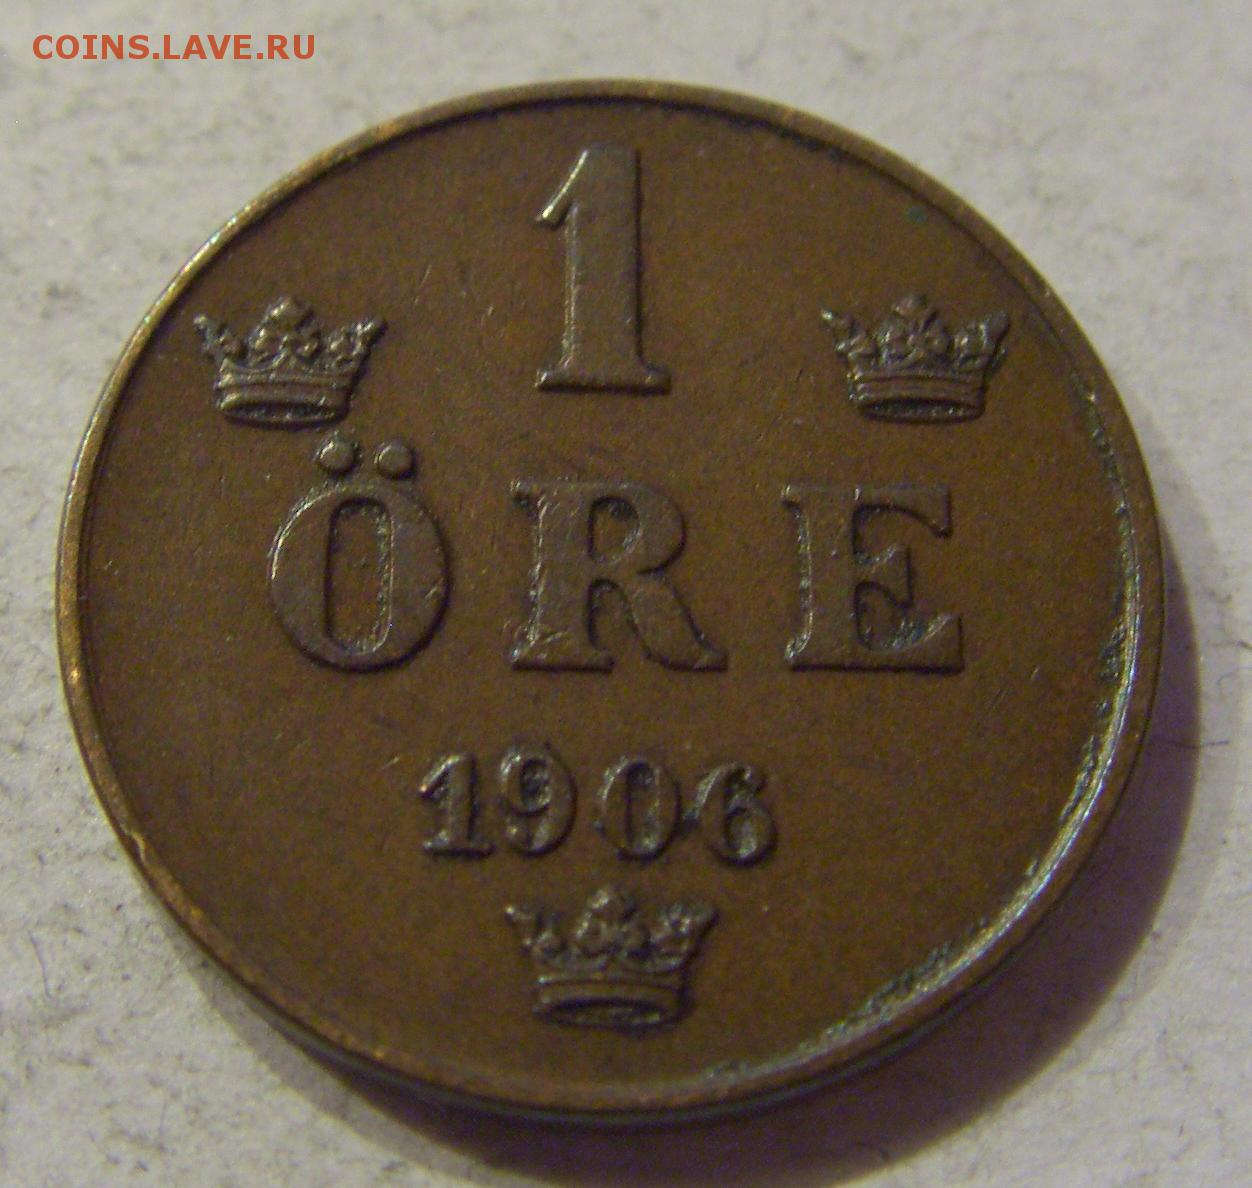 COINS.LAVE.RU
1
ÖRE
1906